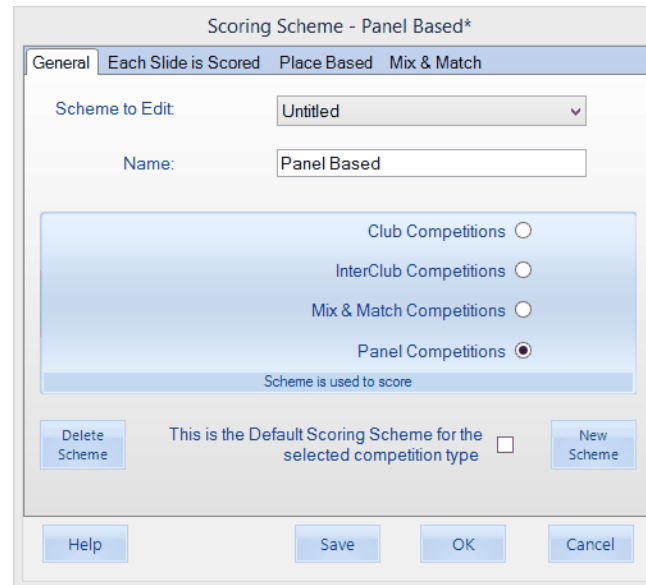 Scoring Scheme - Panel Based*
General Each Slide is Scored Place Based Mix & Match
Scheme to Edit: Untitled
Name: Panel Based
Club Competitions
InterClub Competitions
Mix & Match Competitions
Panel Competitions
Scheme is used to score
Delete
Scheme
This is the Default Scoring Scheme for the
selected competition type
New
Scheme
Help Save OK Cancel